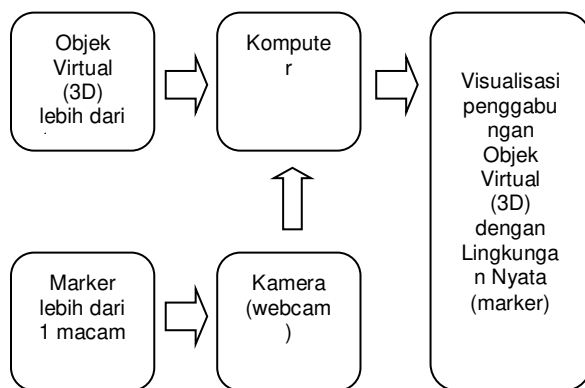 Objek
Virtual
(3D)
lebih dari
Kompute
r
Visualisasi
penggabu
ngan
Objek
Virtual
(3D)
dengan
Lingkunga
n Nyata
(marker)
Marker
lebih dari
1 macam
Kamera
(webcam
)